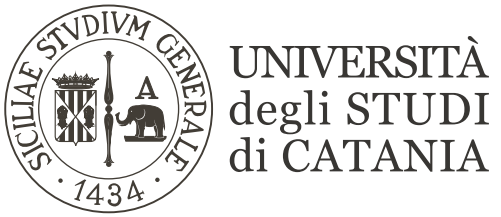 SICILIAE STVDIVM GENERALE
· 1434 ·
A
UNIVERSITÀ
degli STUDI
di CATANIA